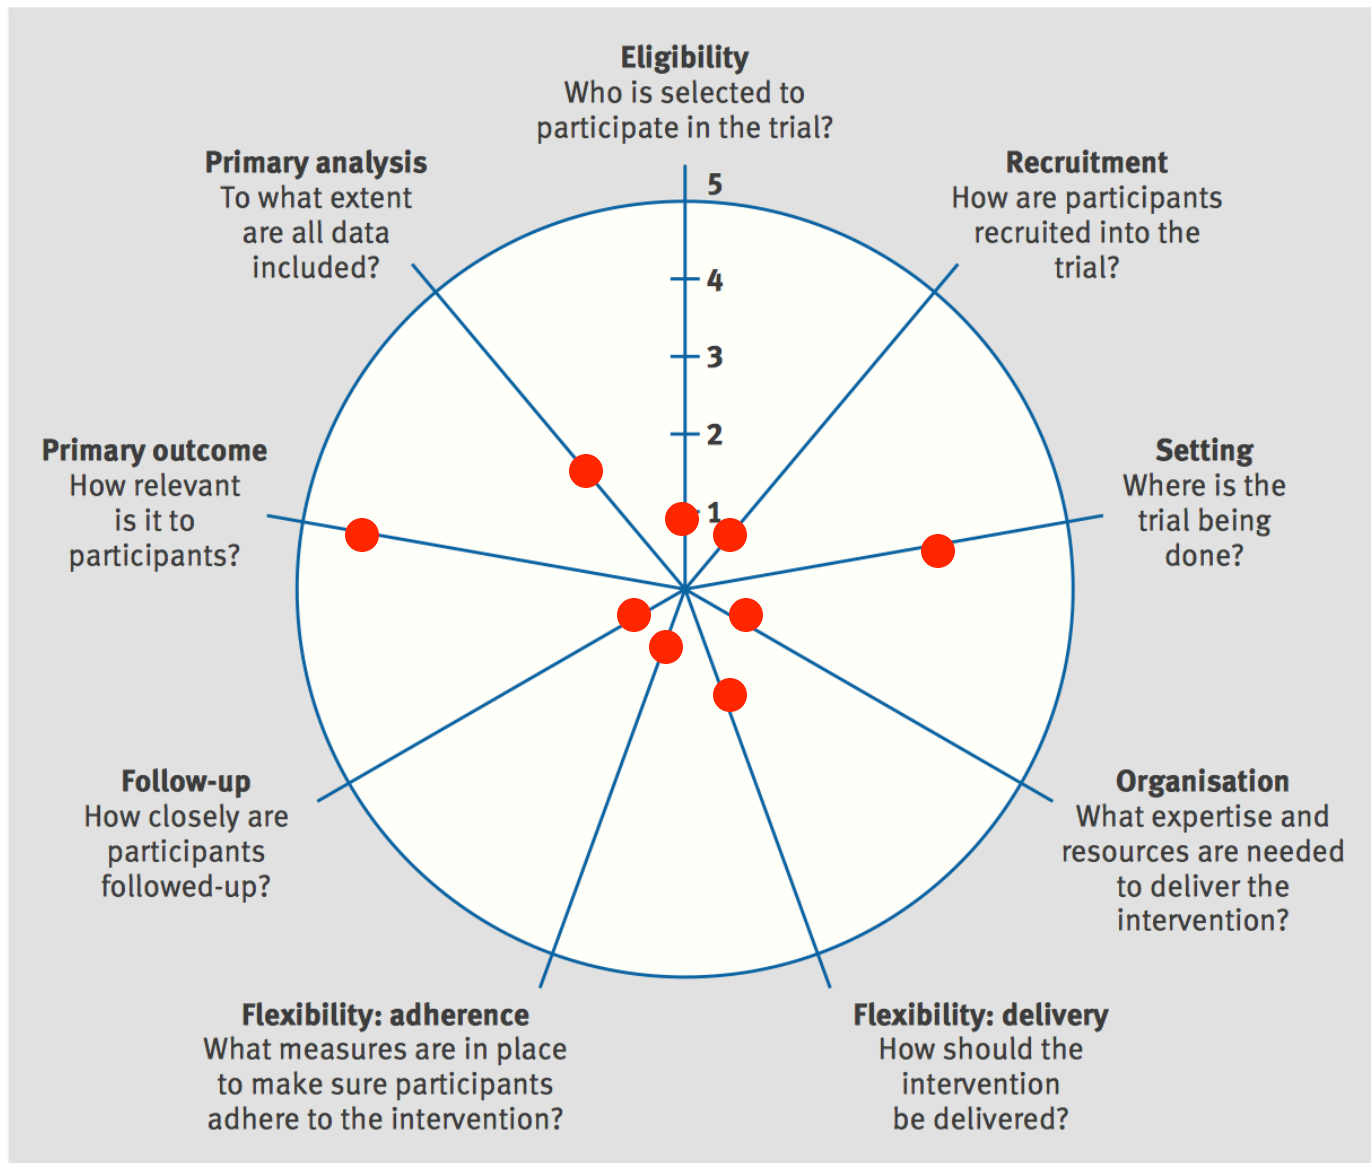 Eligibility
Who is selected to
participate in the trial?
Recruitment
How are participants
recruited into the
trial?
Setting
Where is the
trial being
done?
Organisation
What expertise and
resources are needed
to deliver the
intervention?
Flexibility: delivery
How should the
intervention
be delivered?
Flexibility: adherence
What measures are in place
to make sure participants
adhere to the intervention?
Follow-up
How closely are
participants
followed-up?
Primary outcome
How relevant
is it to
participants?
Primary analysis
To what extent
are all data
included?
5
4
3
2
1